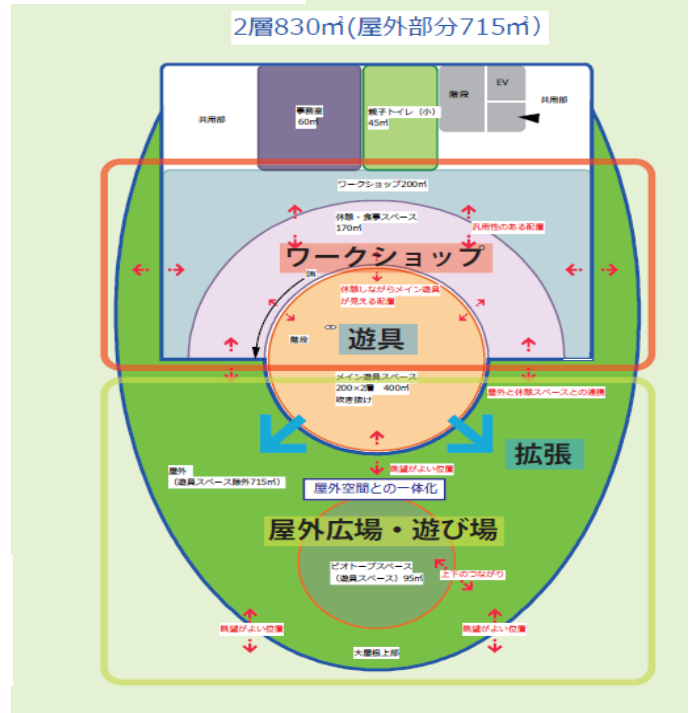 2層830㎡(屋外部分715㎡)
共用部
事務室
60㎡
親子トイレ（小）
45㎡
階段
EV
共用部
ワークショップ200㎡
休憩・食事スペース
170㎡
汎用性のある配置
ワークショップ
DN
休憩しながらメイン遊具
が見える配置
階段
遊具
メイン遊具スペース
200×2層　400㎡
吹き抜け
屋外と休憩スペースとの連携
拡張
眺望がよい位置
屋外
（遊具スペース除外715㎡）
屋外空間との一体化
屋外広場・遊び場
ビオトープスペース
（遊具スペース）95㎡
上下のつながり
眺望がよい位置
眺望がよい位置
大屋根上部